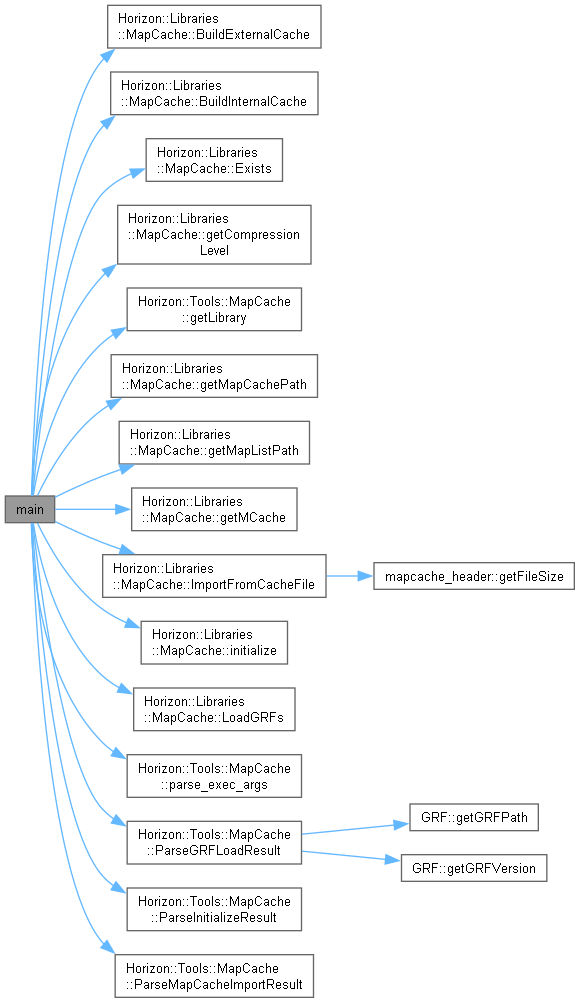 Horizon::Libraries
::MapCache::BuildExternalCache
Horizon::Libraries
::MapCache::BuildInternalCache
Horizon::Libraries
::MapCache::Exists
Horizon::Libraries
::MapCache::getCompression
Level
Horizon::Tools::MapCache
::getLibrary
Horizon::Libraries
::MapCache::getMapCachePath
Horizon::Libraries
::MapCache::getMapListPath
main
Horizon::Libraries
::MapCache::getMCache
Horizon::Libraries
::MapCache::ImportFromCacheFile
mapcache_header::getFileSize
Horizon::Libraries
::MapCache::initialize
Horizon::Libraries
::MapCache::LoadGRFs
Horizon::Tools::MapCache
::parse_exec_args
Horizon::Tools::MapCache
::ParseGRFLoadResult
GRF::getGRFPath
GRF::getGRFVersion
Horizon::Tools::MapCache
::ParseInitializeResult
Horizon::Tools::MapCache
::ParseMapCacheImportResult